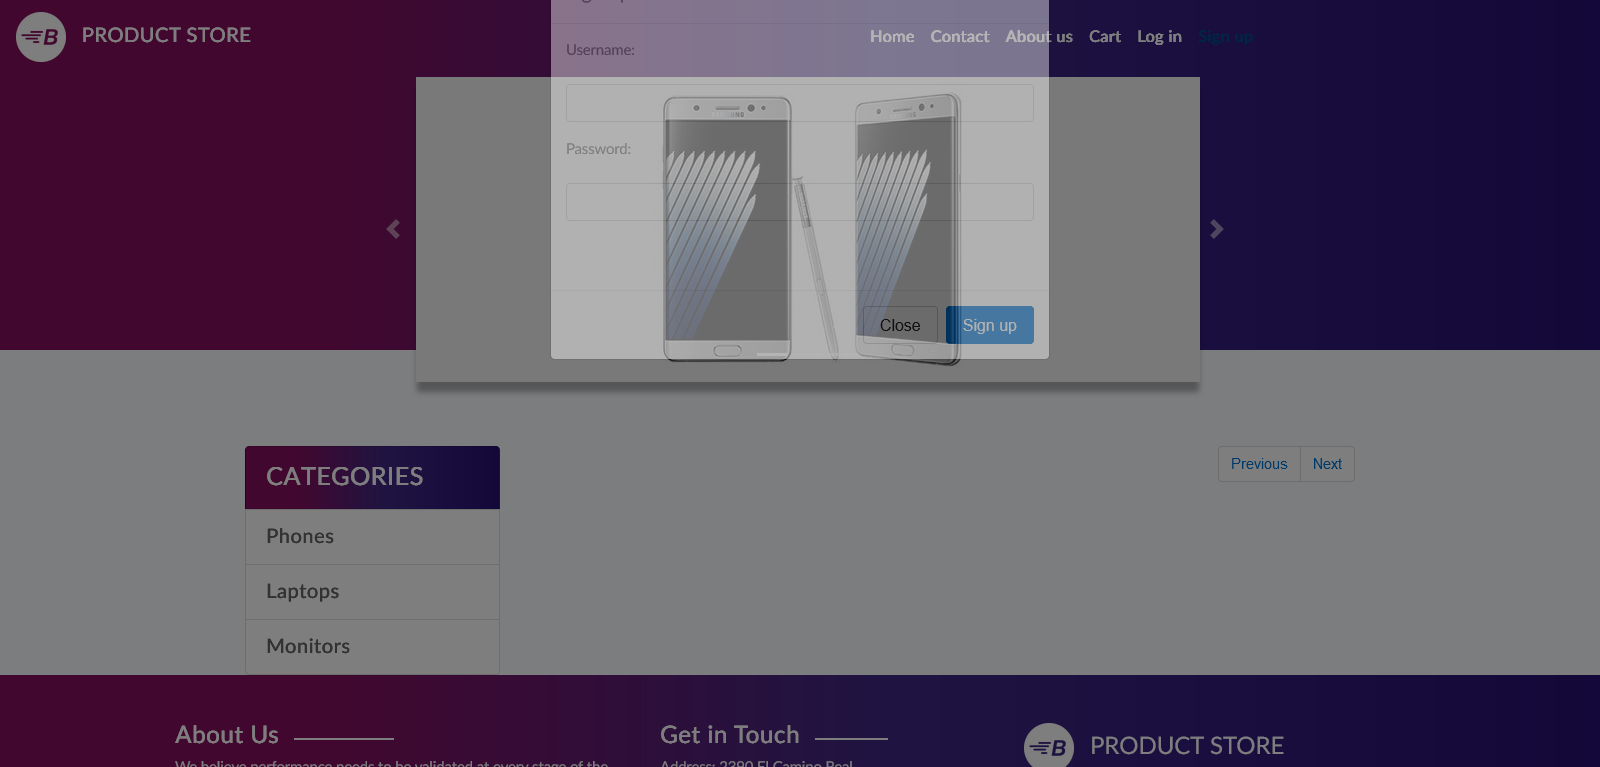 PRODUCT STORE
Home Contact About us Cart Log in Sign up
Username:
SAMSUNG SAMSUNG
Password:
Close Sign up
CATEGORIES
Previous Next
Phones
Laptops
Monitors
About Us
We believe performance needs to be validated at every stage of the
Get in Touch
Address: 2390 El Camino Real
B PRODUCT STORE